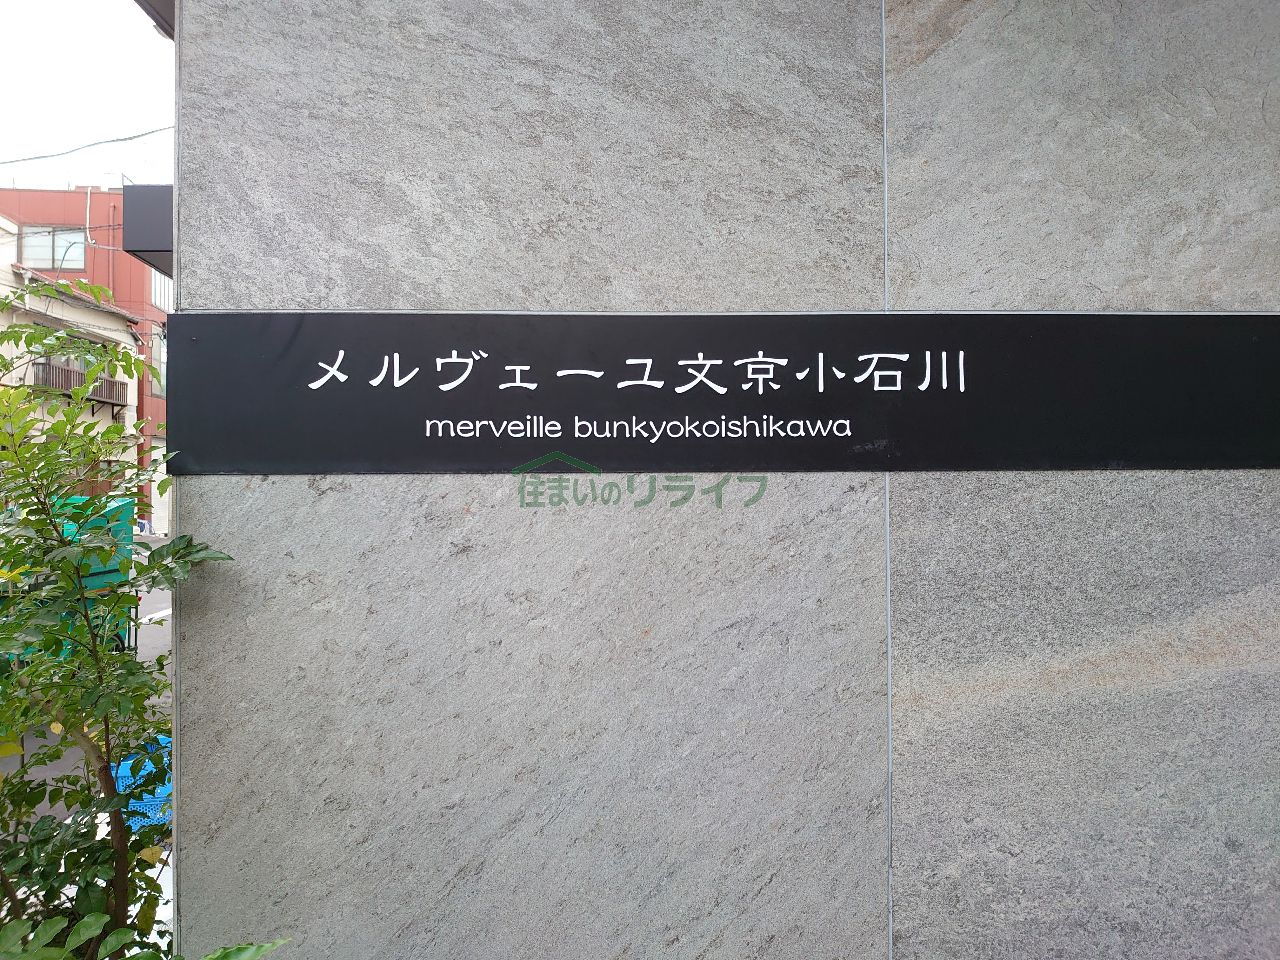 メルヴェーユ文京小石川
merveille bunkyokoishikawa
住まいのリライフ